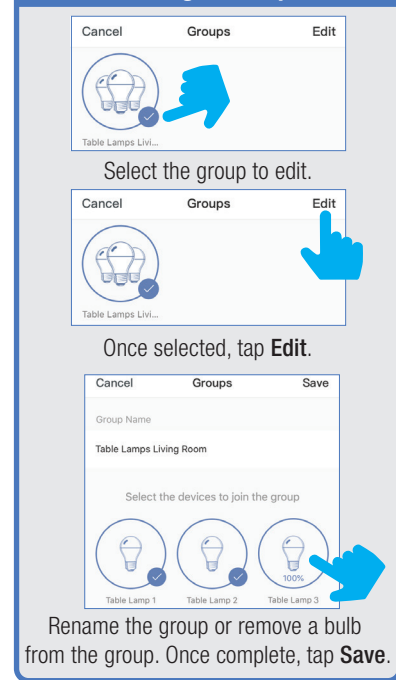 Cancel Groups Edit
Table Lamps Livi...
Select the group to edit.
Cancel Groups Edit
Table Lamps Livi...
Once selected, tap Edit.
Cancel Groups Save
Group Name
Table Lamps Living Room
Select the devices to join the group
100%
Table Lamp 1 Table Lamp 2 Table Lamp 3
Rename the group or remove a bulb
from the group. Once complete, tap Save.